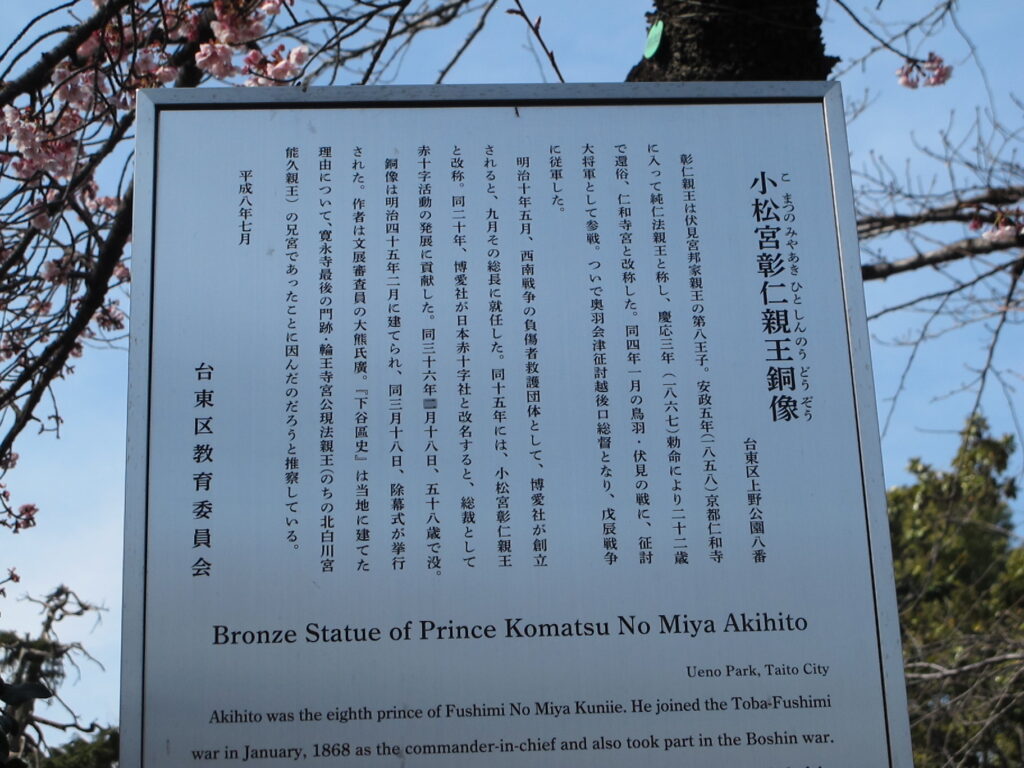 小松宮彰仁親王銅像
こまつのみやあきひとしんのうどうぞう
台東区上野公園八番
彰仁親王は伏見宮邦家親王の第八王子。安政五年(一八五八)京都仁和寺
に入って純仁法親王と称し、慶応三年(一八六七)勅命により二十二歳
で還俗、仁和寺宮と改称した。同四年一月の鳥羽・伏見の戦に、征討
大将軍として参戦。ついで奥羽会津征討越後口総督となり、戊辰戦争
に従軍した。
明治十年五月、西南戦争の負傷者救護団体として、博愛社が創立
されると、九月その総長に就任した。同十五年には、小松宮彰仁親王
と改称。同二十年、博愛社が日本赤十字社と改名すると、総裁として
赤十字活動の発展に貢献した。同三十六年二月十八日、五十八歳で没。
銅像は明治四十五年二月に建てられ、同三月十八日、除幕式が挙行
された。作者は文展審査員の大熊氏廣。『下谷區史』は当地に建てた
理由について、寛永寺最後の門跡・輪王寺宮公現法親王(のちの北白川宮
能久親王)の兄宮であったことに因んだのだろうと推察している。
平成八年七月
台東区教育委員会
Bronze Statue of Prince Komatsu No Miya Akihito
Ueno Park, Taito City
Akihito was the eighth prince of Fushimi No Miya Kuniie. He joined the Toba-Fushimi
war in January, 1868 as the commander-in-chief and also took part in the Boshin war.